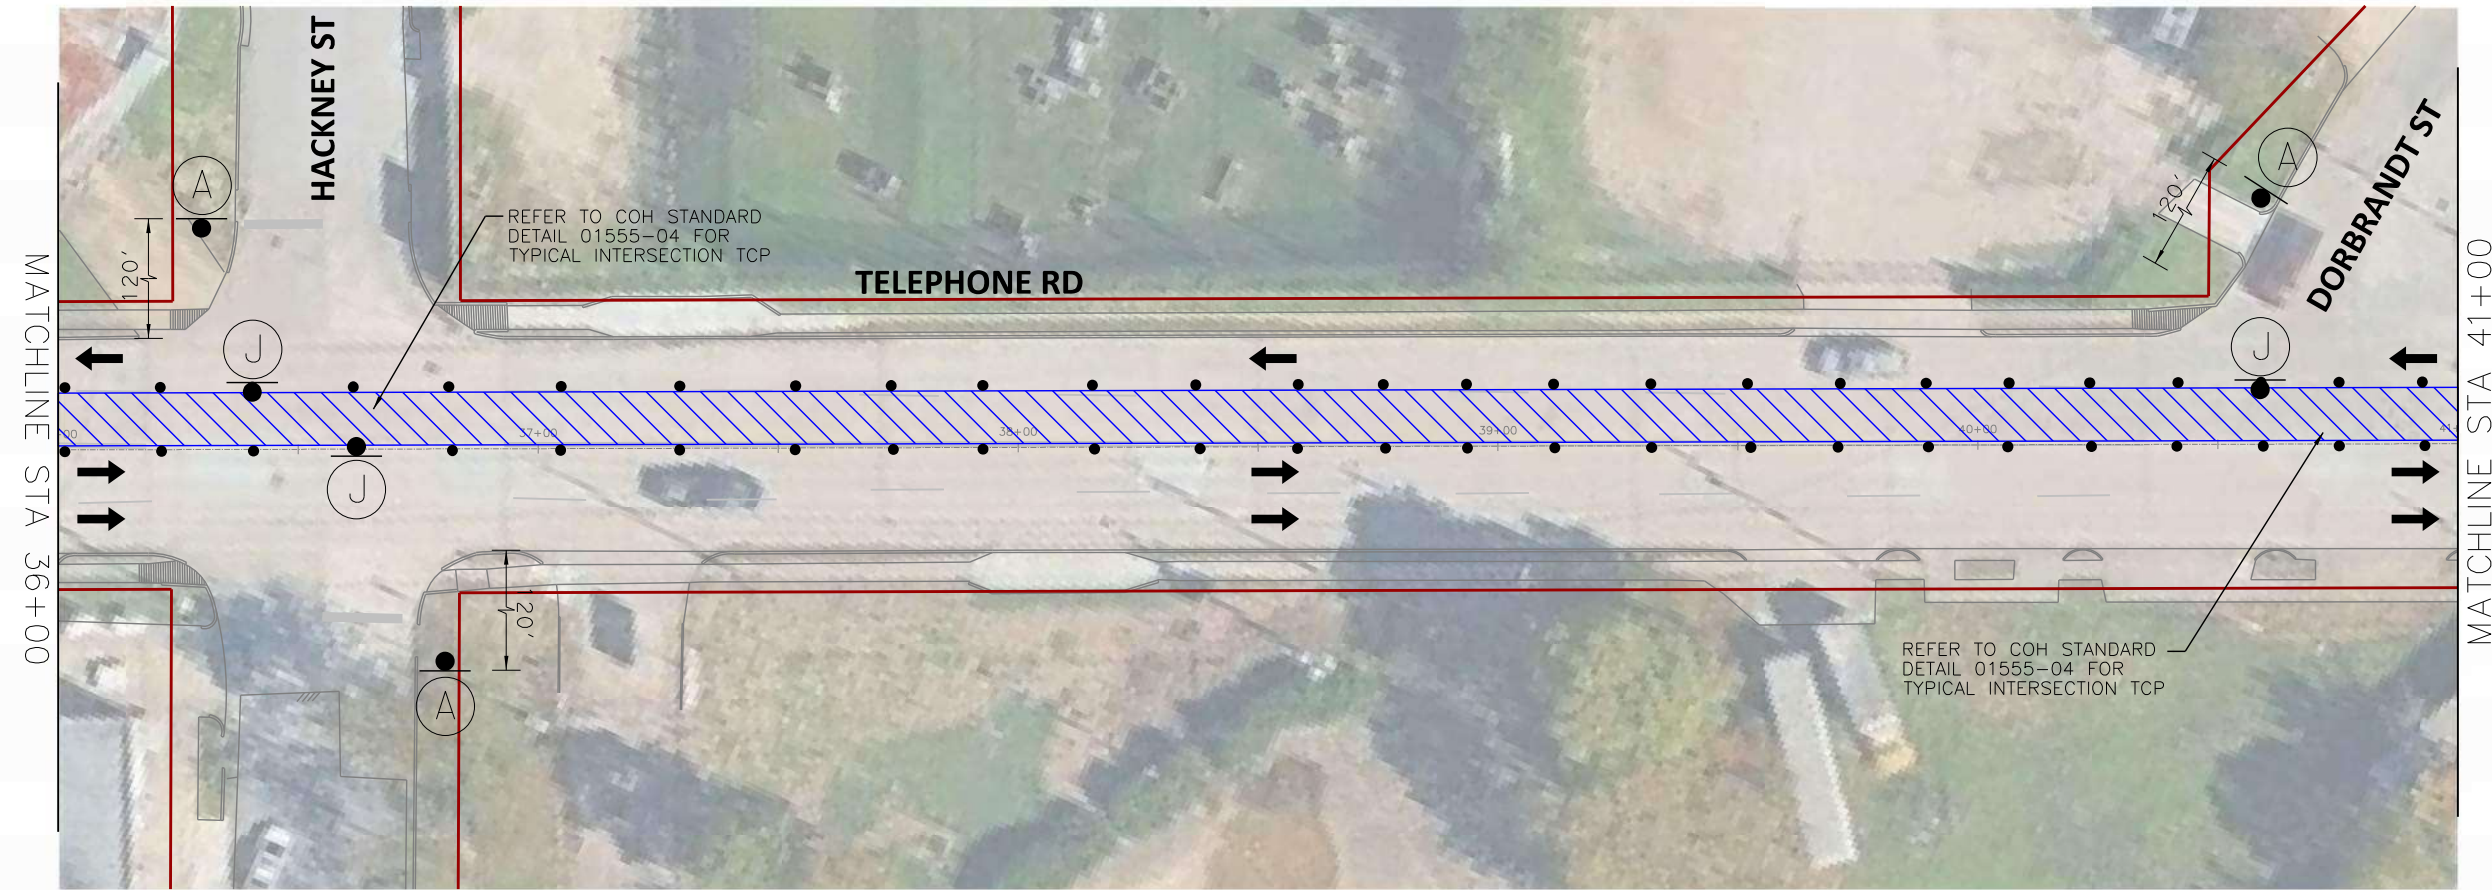 HACKNEY ST
A
120'
REFER TO COH STANDARD
DETAIL 01555-04 FOR
TYPICAL INTERSECTION TCP
TELEPHONE RD
A
120'
DORBRANDT ST
J
J
MATCHLINE STA 36+00
MATCHLINE STA 41+00
00
37+00
38+00
39+00
40+00
41+
J
120'
A
REFER TO COH STANDARD
DETAIL 01555-04 FOR
TYPICAL INTERSECTION TCP